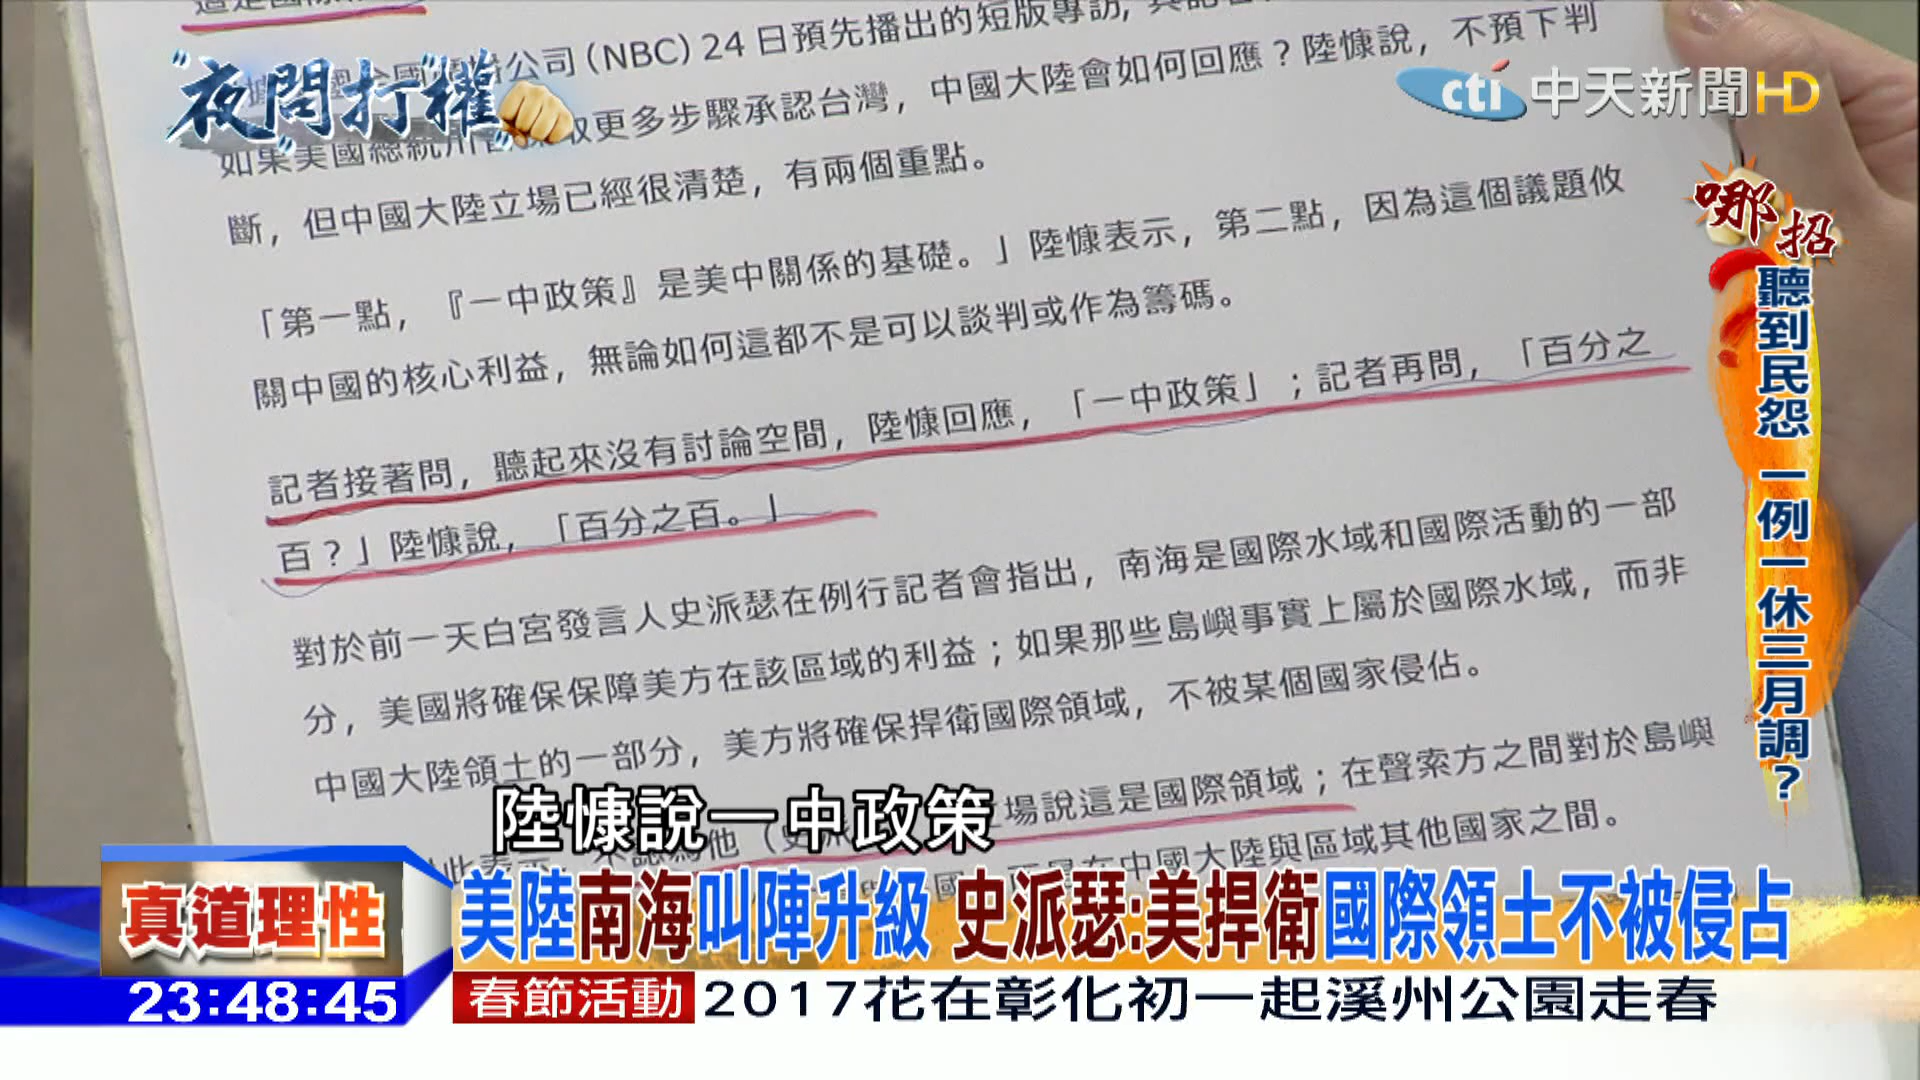 公司(NBC)24日預先播出的短版專訪,
如果美國總統川普 取更多步驟承認台灣,中國大陸會如何回應?陸慷說,不預下判
斷,但中國大陸立場已經很清楚,有兩個重點。
「第一點,『一中政策』是美中關係的基礎。」陸慷表示,第二點,因為這個議題攸
關中國的核心利益,無論如何這都不是可以談判或作為籌碼。
記者接著問,聽起來沒有討論空間,陸慷回應,「一中政策」;記者再問,「百分之
百?」陸慷說,「百分之百。」
對於前一天白宮發言人史派瑟在例行記者會指出,南海是國際水域和國際活動的一部
分,美國將確保保障美方在該區域的利益;如果那些島嶼事實上屬於國際水域,而非
中國大陸領土的一部分,美方將確保捍衛國際領域,不被某個國家侵佔。
場說這是國際領域;在聲索方之間對於島嶼
是在中國大陸與區域其他國家之間。
"夜問打權"
cti 中天新聞HD
哪招
聽到民怨 一例一休三月調?
陸慷說一中政策
真道理性
美陸南海叫陣升級 史派瑟:美捍衛國際領土不被侵占
23:48:45
春節活動 2017花在彰化初一起溪州公園走春